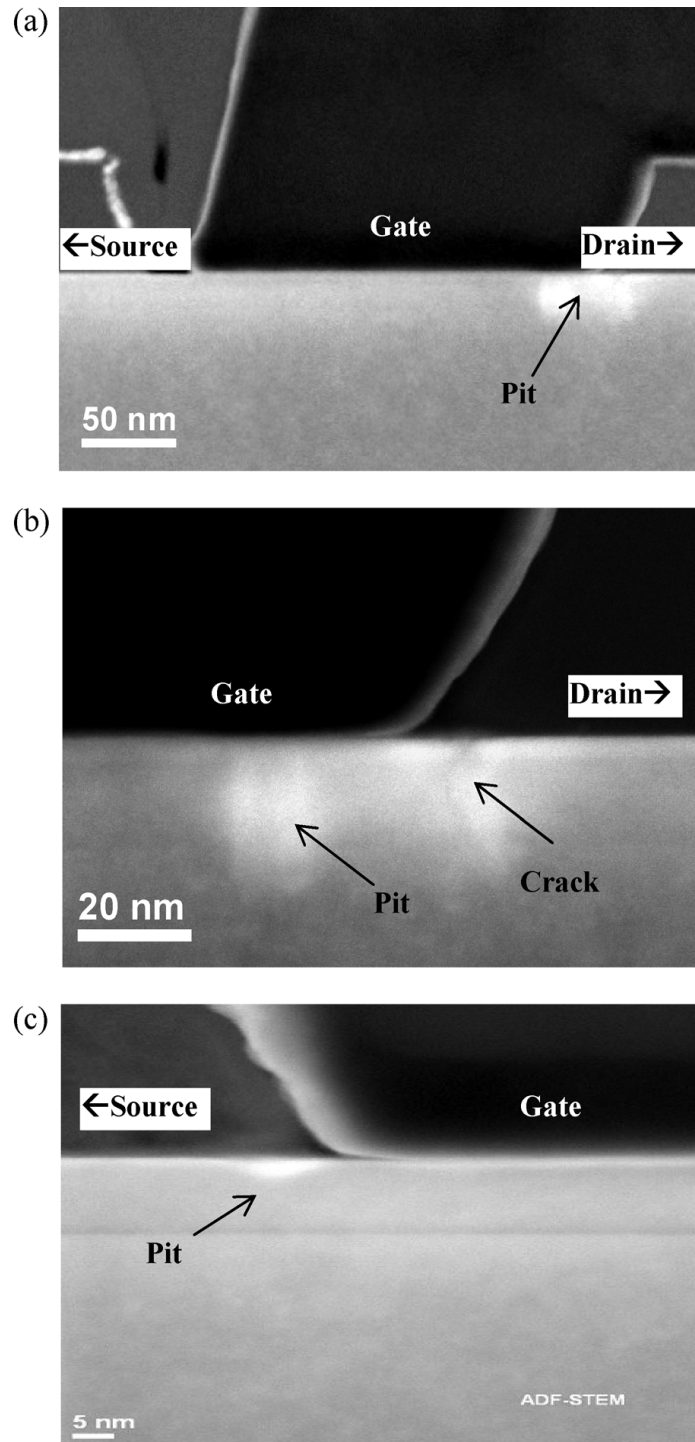 (a)
Gate
←Source
Drain→
Pit
50 nm
(b)
Gate
Drain→
Pit
Crack
20 nm
(c)
←Source
Gate
Pit
ADF-STEM
5 nm